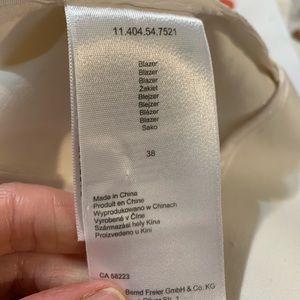 11.404.54.7521
Blazer
Blazer
Blazer
Żakiet
Blejzer
Blejzer
Blézer
Blazer
Sako
38
Made in China
Produit en Chine
Wyprodukowano w Chinach
Vyrobené v Číne
Származási hely Kína
Proizvedeno u Kini
CA 56223
Bernd Freier GmbH & Co. KG